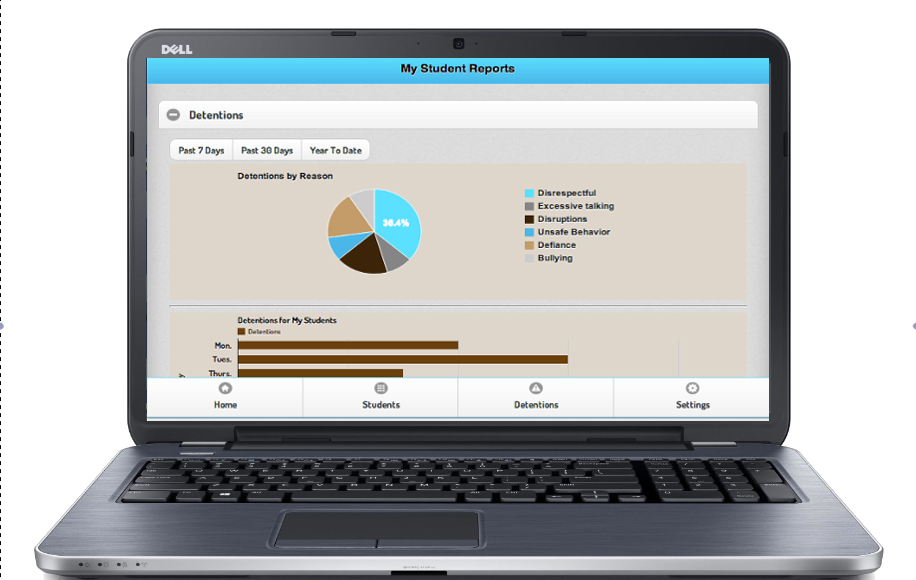 DELL
My Student Reports
Detentions
Past 7 Days Past 30 Days Year To Date
Detentions by Reason
36.4%
Disrespectful
Excessive talking
Disruptions
Unsafe Behavior
Defiance
Bullying
Detentions for My Students
Detentions
Mon.
Tues.
Thurs.
Home Students Detentions Settings